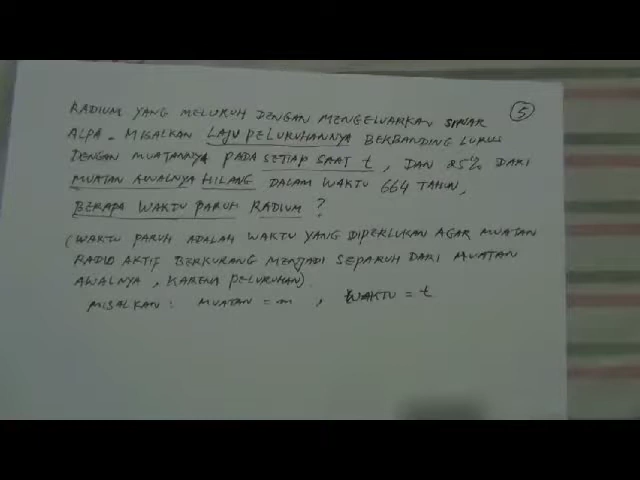 5
RADIUM YANG MELURUH DENGAN MENGELUARKAN SINAR
ALFA. MISALKAN LAJU PELURUHANNYA BERBANDING LURUS
DENGAN MUATANNYA PADA SETIAP SAAT t, DAN 25% DARI
MUATAN AWALNYA HILANG DALAM WAKTU 664 TAHUN,
BERAPA WAKTU PARUH RADIUM ?
(WAKTU PARUH ADALAH WAKTU YANG DIPERLUKAN AGAR MUATAN
RADIO AKTIF BERKURANG MENJADI SEPARUH DARI MUATAN
AWALNYA, KARENA PELURUHAN).
MISALKAN : MUATAN = m , WAKTU = t